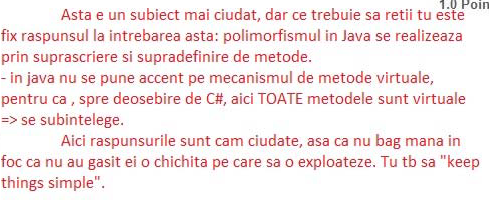 1.0 Poin
Asta e un subiect mai ciudat, dar ce trebuie sa retii tu este
fix raspunsul la intrebarea asta: polimorfismul in Java se realizeaza
prin suprascriere si supradefinire de metode.
- in java nu se pune accent pe mecanismul de metode virtuale,
pentru ca , spre deosebire de C#, aici TOATE metodele sunt virtuale
=> se subintelege.
Aici raspunsurile sunt cam ciudate, asa ca nu bag mana in
foc ca nu au gasit ei o chichita pe care sa o exploateze. Tu tb sa "keep
things simple".